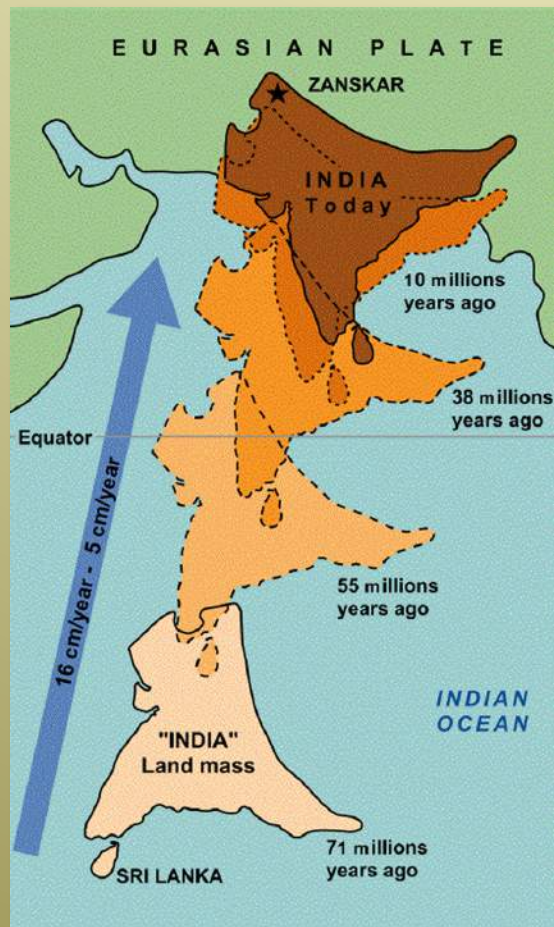 EURASIAN PLATE
ZANSKAR
INDIA
Today
10 millions
years ago
38 millions
years ago
Equator
16 cm/year - 5 cm/year
55 millions
years ago
INDIAN
OCEAN
"INDIA"
Land mass
71 millions
years ago
SRI LANKA